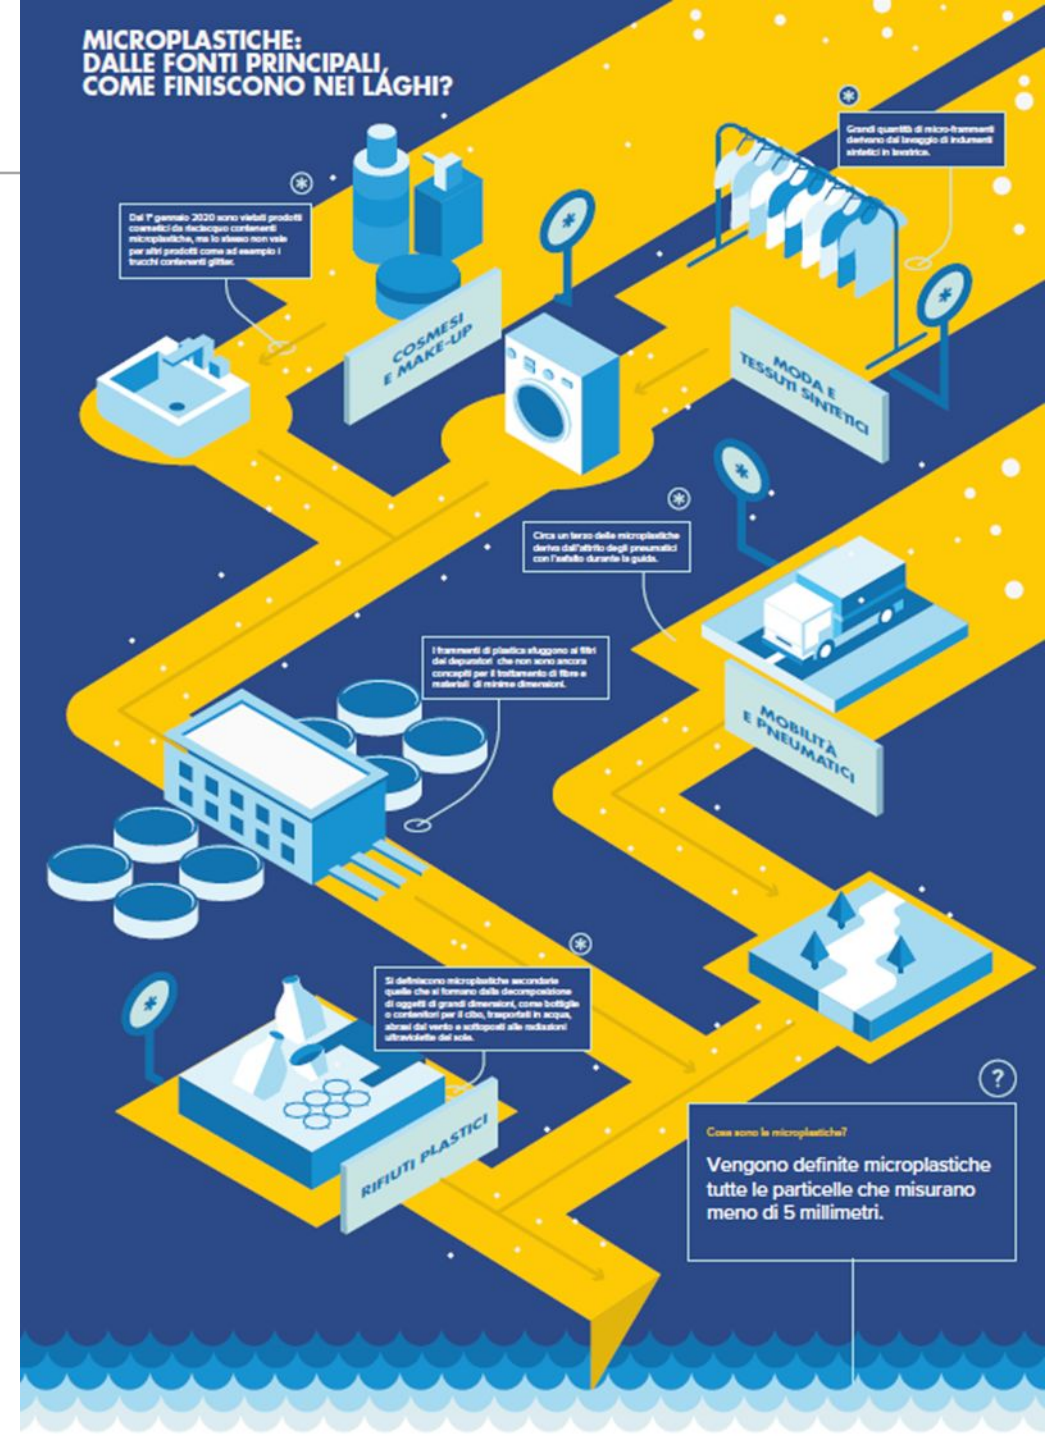 MICROPLASTICHE:
DALLE FONTI PRINCIPALI,
COME FINISCONO NEI LAGHI?
Grandi quantità di micro-frammenti
derivano dal lavaggio di indumenti
sintetici in lavatrice.
Dal 1° gennaio 2020 sono vietati prodotti
cosmetici da risciacquo contenenti
microplastiche, ma lo stesso non vale
per altri prodotti come ad esempio i
trucchi contenenti glitter.
COSMESI
E MAKE-UP
MODA E
TESSUTI SINTETICI
Circa un terzo delle microplastiche
deriva dall'attrito degli pneumatici
con l'asfalto durante la guida.
I frammenti di plastica sfuggono ai filtri
dei depuratori che non sono ancora
concepiti per il trattamento di fibre e
materiali di minime dimensioni.
MOBILITÀ
E PNEUMATICI
Si definiscono microplastiche secondarie
quelle che si formano dalla decomposizione
di oggetti di grandi dimensioni, come bottiglie
o contenitori per il cibo, trasportati in acqua,
abrasi dal vento e sottoposti alle radiazioni
ultraviolette del sole.
RIFIUTI PLASTICI
?
Cosa sono le microplastiche?
Vengono definite microplastiche
tutte le particelle che misurano
meno di 5 millimetri.